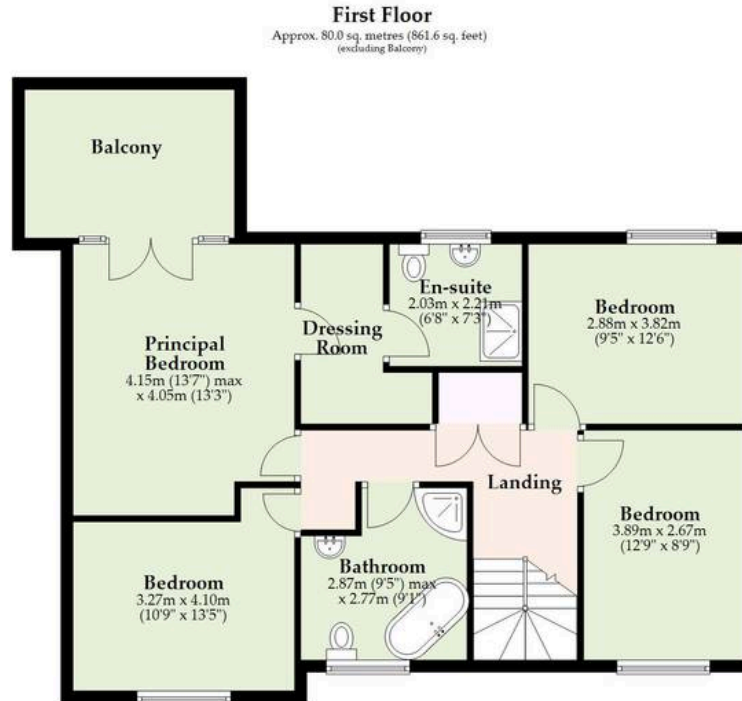 First Floor
Approx. 80.0 sq. metres (861.6 sq. feet)
(excluding Balcony)
Balcony
En-suite
2.03m x 2.21m
(6'8" x 7'3")
Bedroom
2.88m x 3.82m
(9'5" x 12'6")
Dressing
Room
Principal
Bedroom
4.15m (13'7") max
x 4.05m (13'3")
Landing
Bedroom
3.89m x 2.67m
(12'9" x 8'9")
Bathroom
2.87m (9'5") max
x 2.77m (9'1")
Bedroom
3.27m x 4.10m
(10'9" x 13'5")